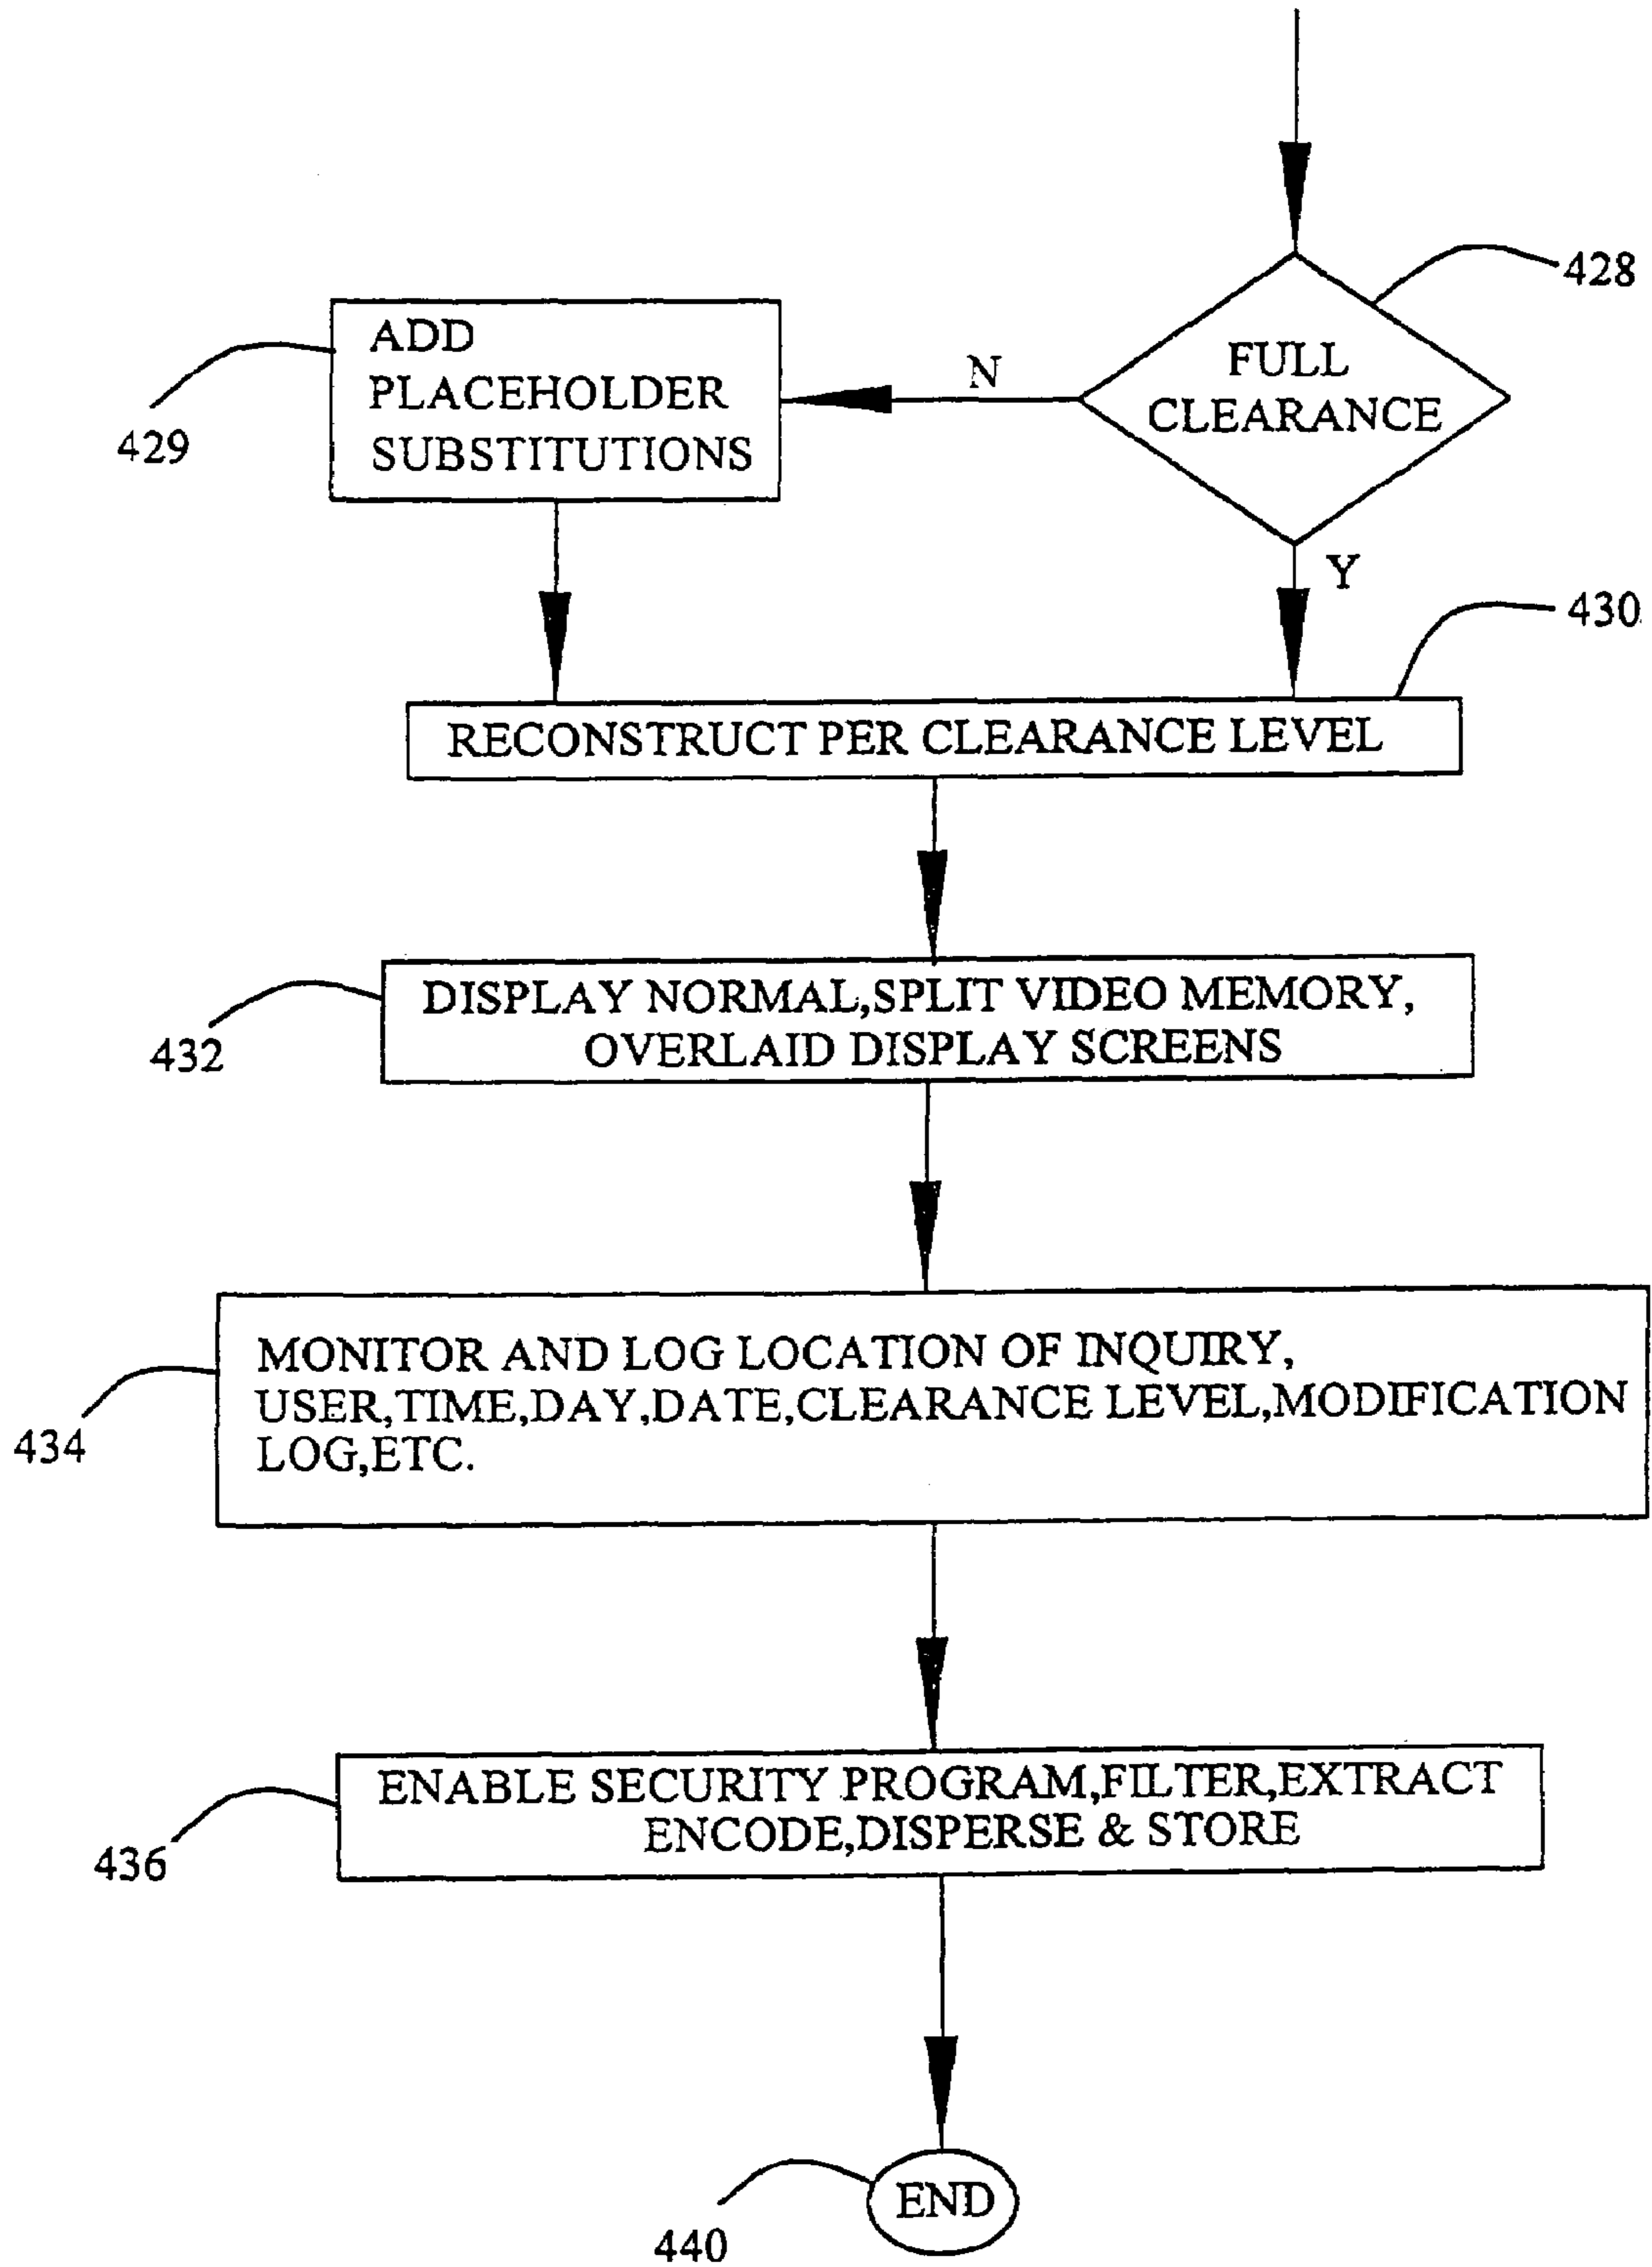 428
FULL
CLEARANCE
N
ADD
PLACEHOLDER
SUBSTITUTIONS
429
Y
430
RECONSTRUCT PER CLEARANCE LEVEL
DISPLAY NORMAL,SPLIT VIDEO MEMORY,
OVERLAID DISPLAY SCREENS
432
MONITOR AND LOG LOCATION OF INQUIRY,
USER,TIME,DAY,DATE,CLEARANCE LEVEL,MODIFICATION
LOG,ETC.
434
ENABLE SECURITY PROGRAM,FILTER,EXTRACT
ENCODE,DISPERSE & STORE
436
END
440